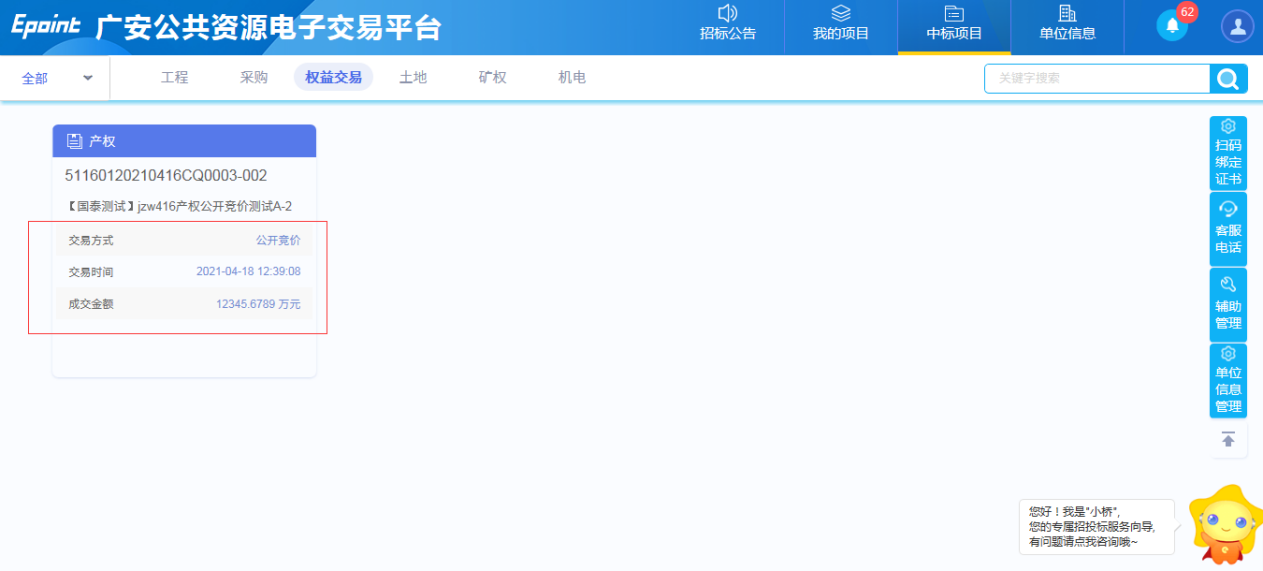 Epoint 广安公共资源电子交易平台
招标公告
我的项目
中标项目
单位信息
62
全部
工程
采购
权益交易
土地
矿权
机电
关键字搜索
产权
51160120210416CQ0003-002
【国泰测试】jzw416产权公开竞价测试A-2
交易方式 公开竞价
交易时间 2021-04-18 12:39:08
成交金额 12345.6789 万元
扫码
绑定
证书
客服
电话
辅助
管理
单位
信息
管理
您好！我是"小桥",
您的专属招投标服务向导,
有问题请点我咨询哦~